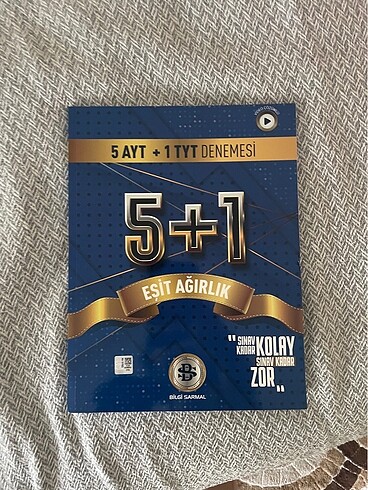 5 AYT + 1 TYT DENEMESİ
5+1
EŞİT AĞIRLIK
"SINAV
KADAR KOLAY
SINAV KADAR
ZOR"
BİLGİ SARMAL